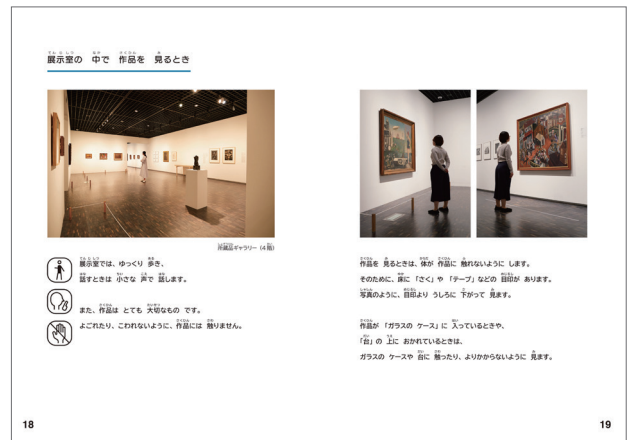 展示室の 中で 作品を 見るとき
所蔵品ギャラリー（4階）
展示室では、ゆっくり 歩き、
話すときは 小さな 声で 話します。
また、作品は とても 大切なもの です。
よごれたり、こわれないように、作品には 触りません。
18
作品を 見るときは、体が 作品に 触れないように します。
そのために、床に 「さく」や 「テープ」などの 目印が あります。
写真のように、目印より うしろに 下がって 見ます。
作品が 「ガラスの ケース」に 入っているときや、
「台」の 上に おかれているときは、
ガラスの ケースや 台に 触ったり、よりかからないように 見ます。
19